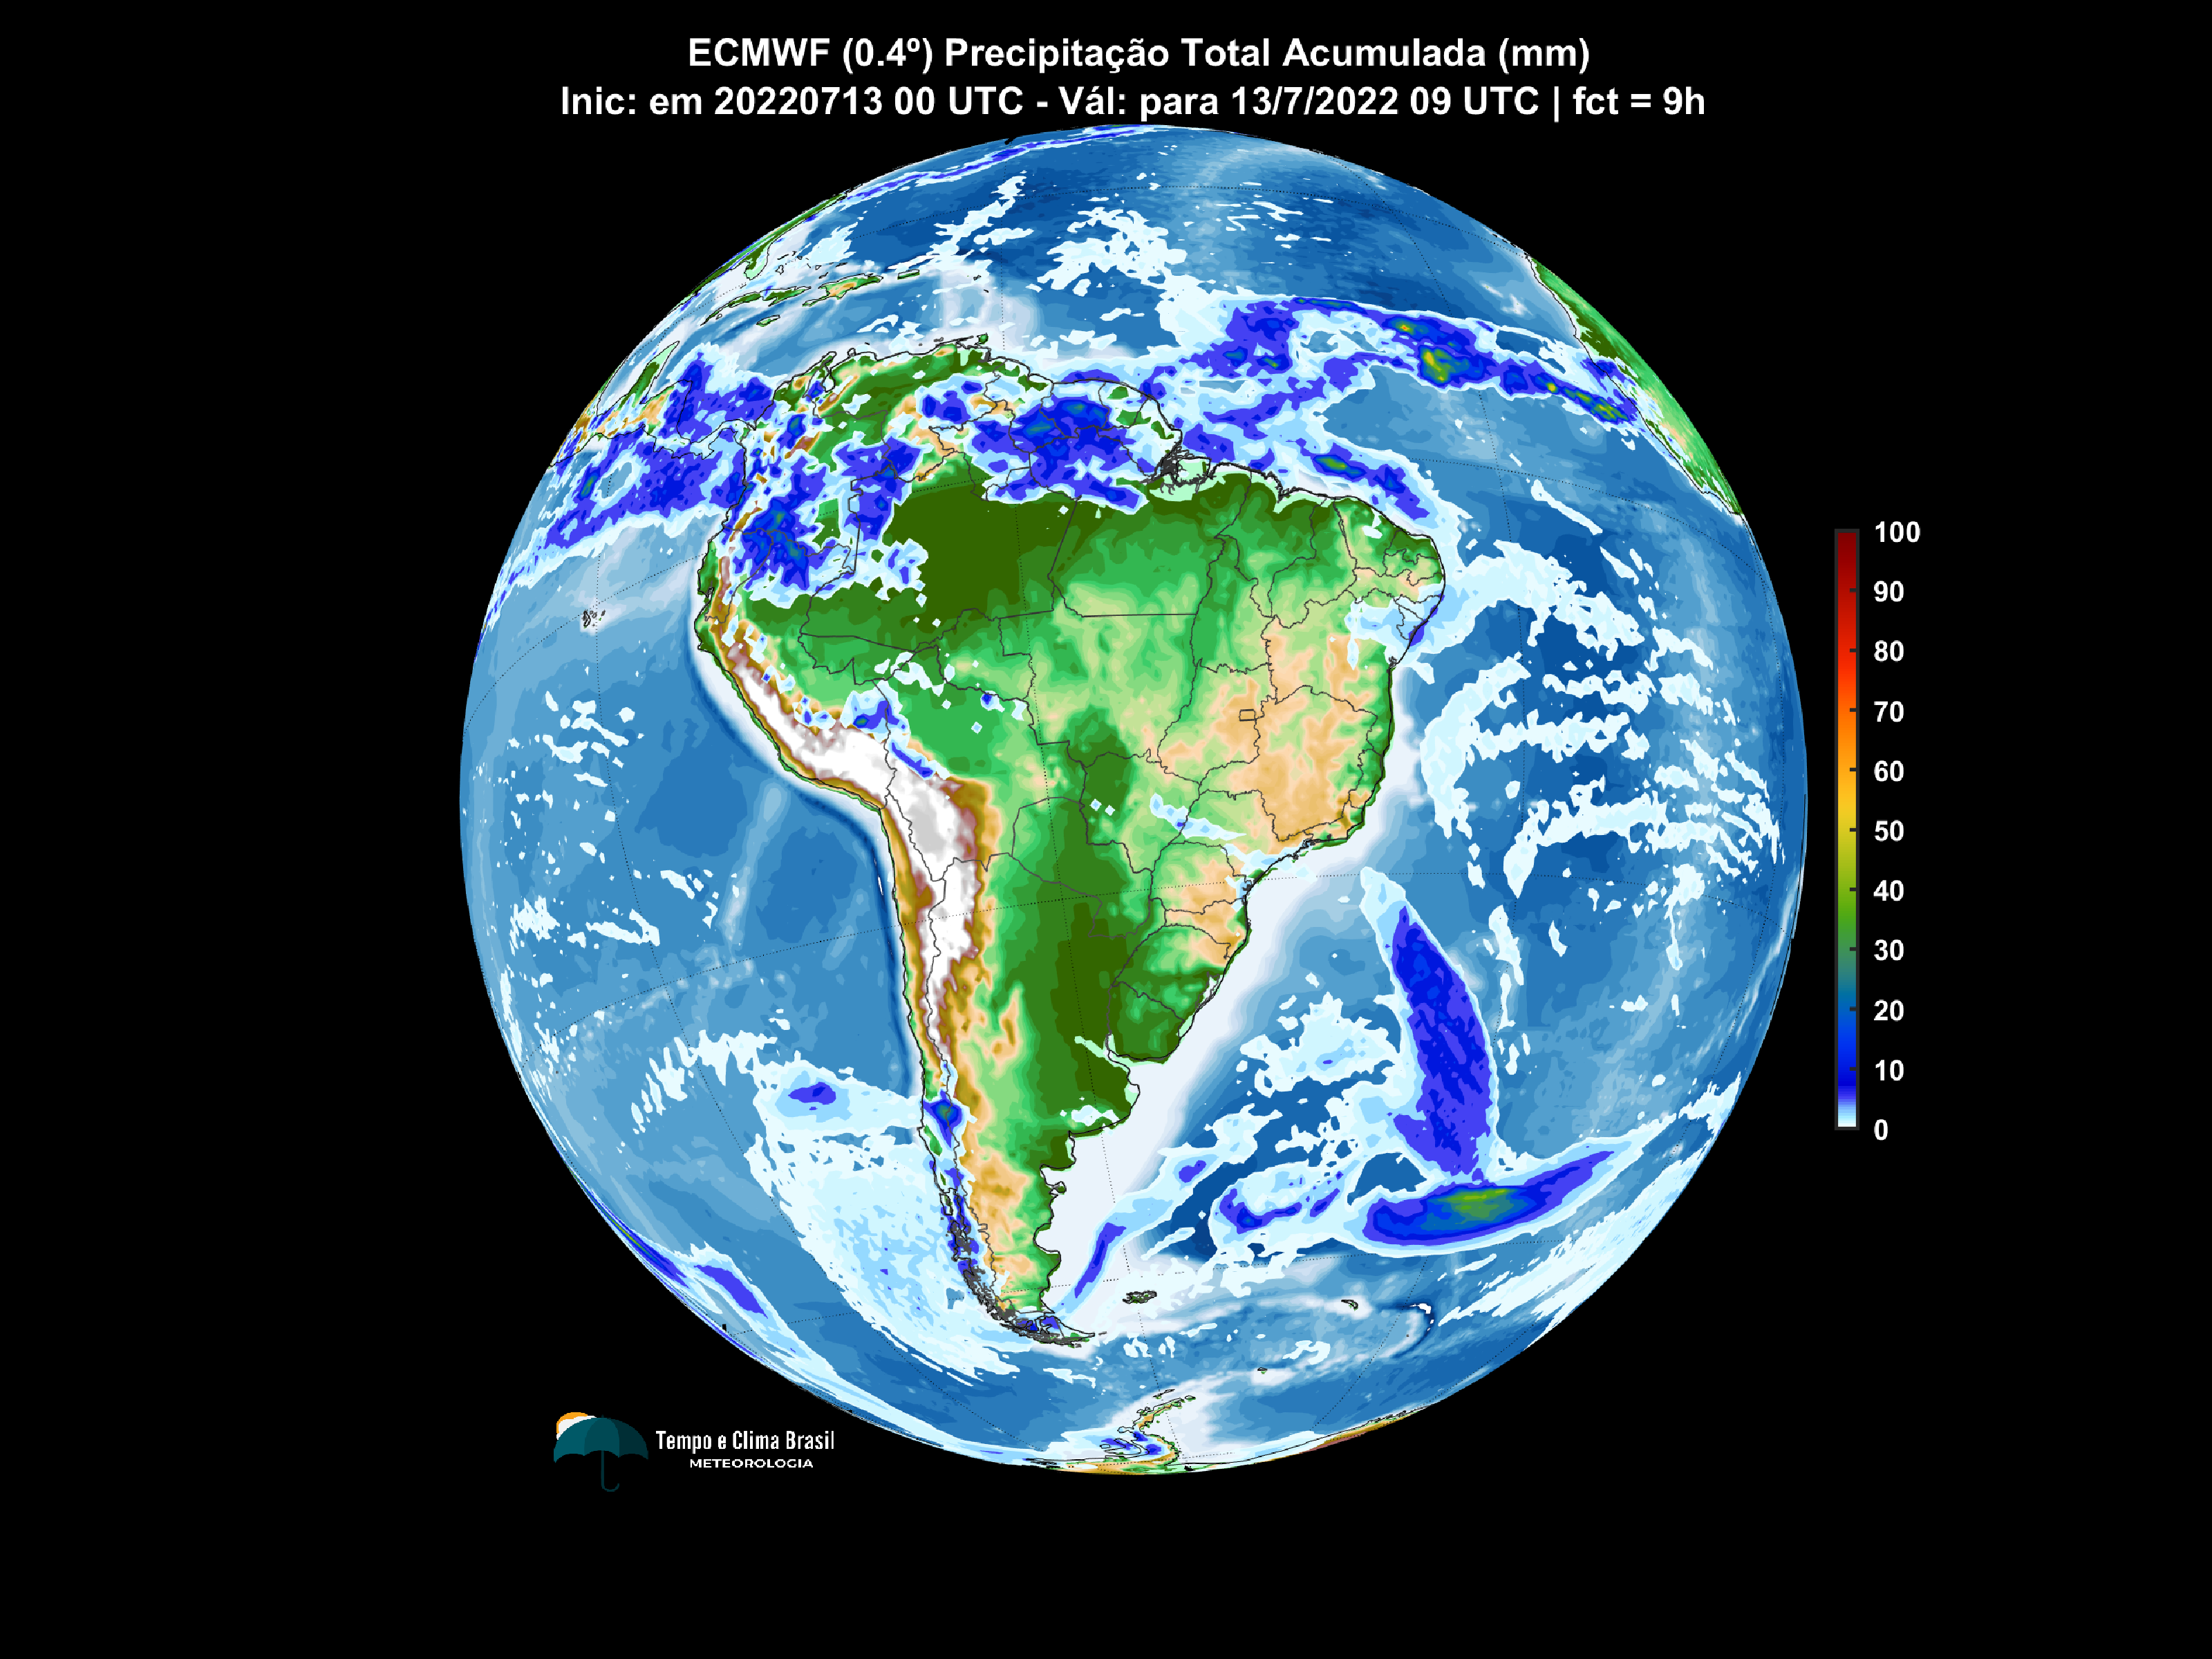 ECMWF (0.4º) Precipitação Total Acumulada (mm)
Inic: em 20220713 00 UTC - Vál: para 13/7/2022 09 UTC | fct = 9h
100
90
80
70
60
50
40
30
20
10
0
Tempo e Clima Brasil
METEOROLOGIA